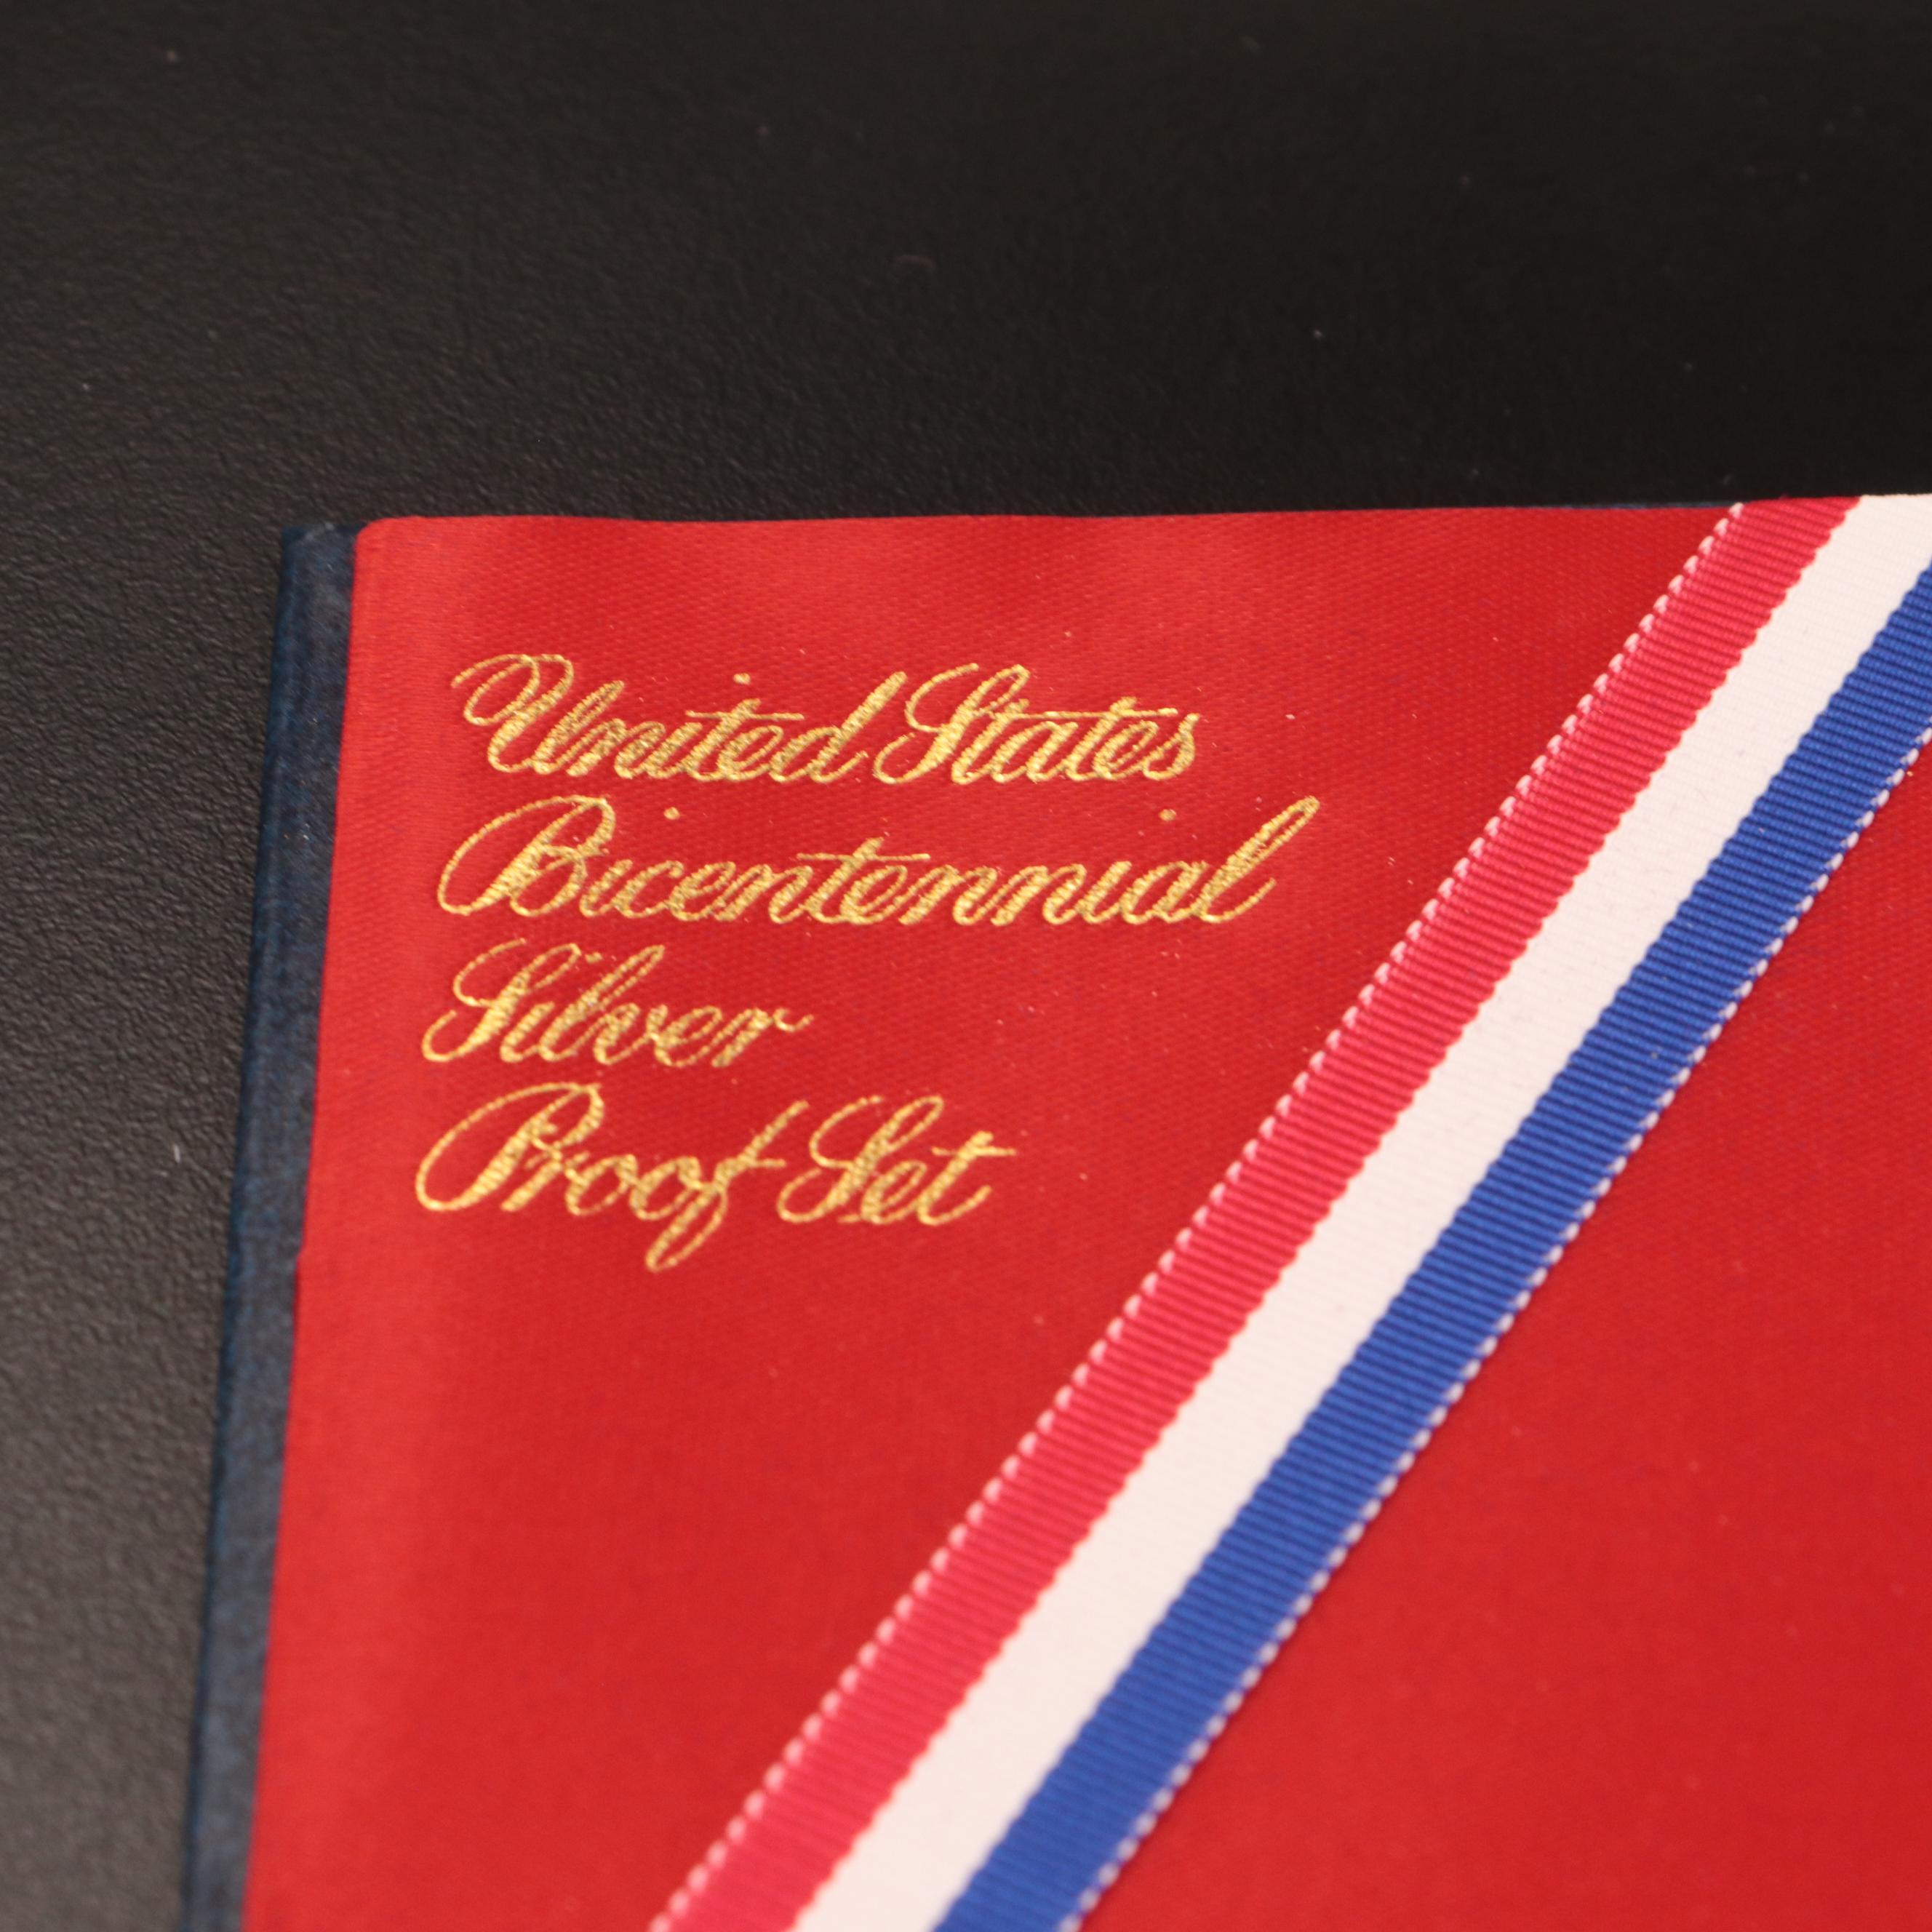 United States
Bicentennial
Silver
Proof Set